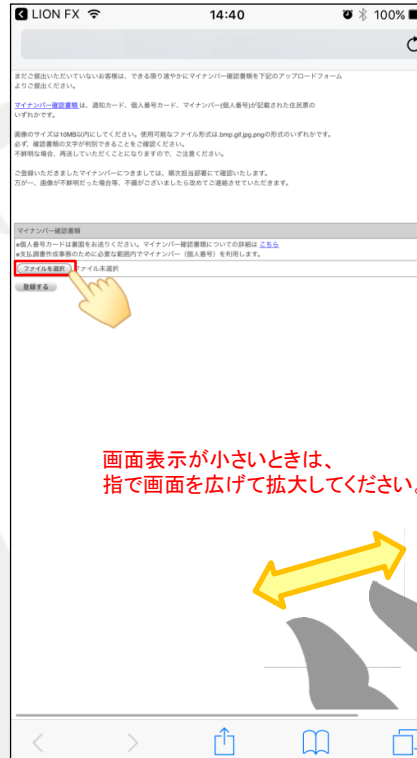 LION FX 14:40 100%
まだご提出いただいていないお客様は、できる限り速やかにマイナンバー確認書類を下記のアップロードフォーム
よりご提出ください。
マイナンバー確認書類は、通知カード、個人番号カード、マイナンバー(個人番号)が記載された住民票の
いずれかです。
画像のサイズは10MB以内にしてください。使用可能なファイル形式は.bmp.gif.jpg.pngの形式のいずれかです。
必ず、確認書類の文字が判別できることをご確認ください。
不鮮明な場合、再送していただくことになりますので、ご注意ください。
ご登録いただきましたマイナンバーにつきましては、順次担当部署にて確認いたします。
万が一、画像が不鮮明だった場合等、不備がございましたら改めてご連絡させていただきます。
マイナンバー確認書類
※個人番号カードは裏面をお送りください。マイナンバー確認書類についての詳細は こちら
※支払調書作成事務のために必要な範囲内でマイナンバー（個人番号）を利用します。
ファイルを選択 ファイル未選択
登録する
画面表示が小さいときは、
指で画面を広げて拡大してください。